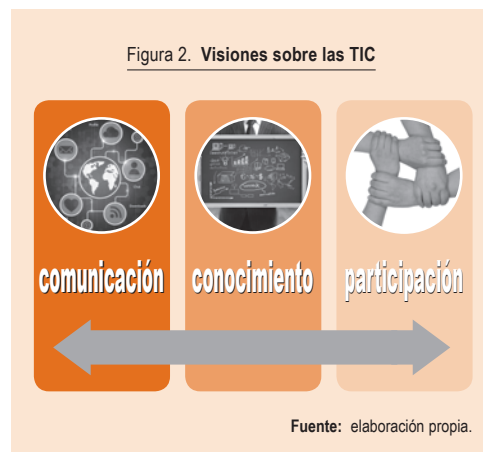 Figura 2. Visiones sobre las TIC
comunicación
conocimiento
participación
Fuente: elaboración propia.